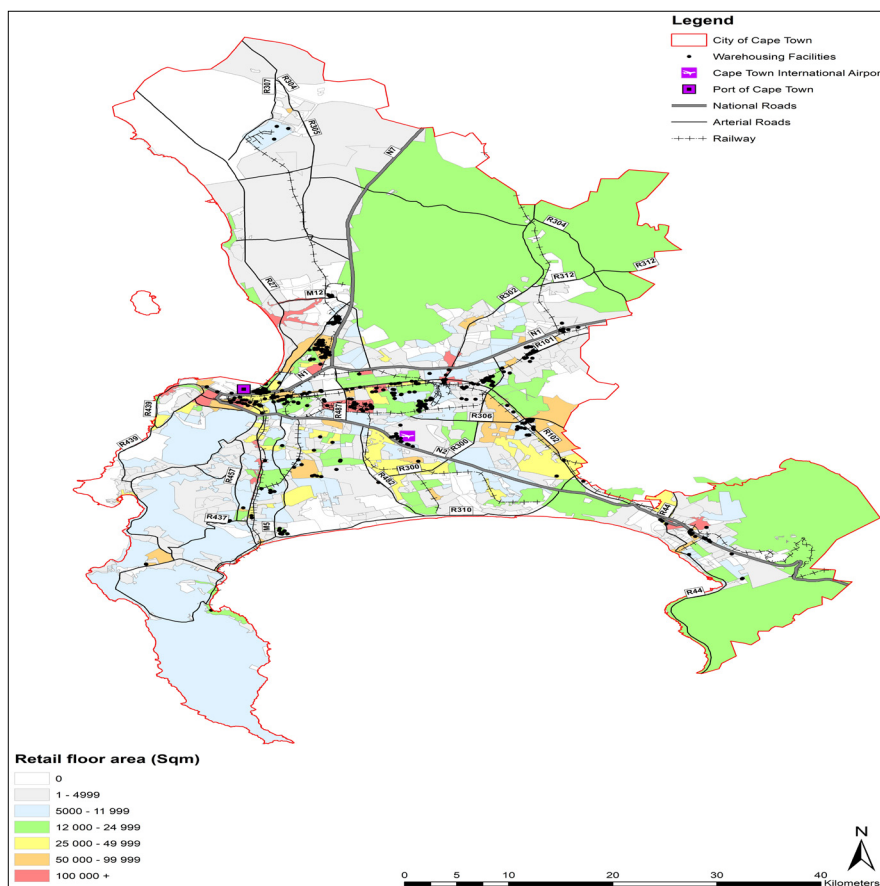 Legend
City of Cape Town
Warehousing Facilities
Cape Town International Airpor
Port of Cape Town
National Roads
Arterial Roads
Railway
R307
R304
R305
N7
R304
R312
R312
R302
R27
M12
N1
R101
N1
R439
R487
R306
R102
R439
N2
R300
R300
R457
R482
R310
R437
M5
R44
R44
Retail floor area (Sqm)
0
1 - 4999
5000 - 11 999
12 000 - 24 999
25 000 - 49 999
50 000 - 99 999
100 000 +
N
0 10 20 30 40
Kilometers